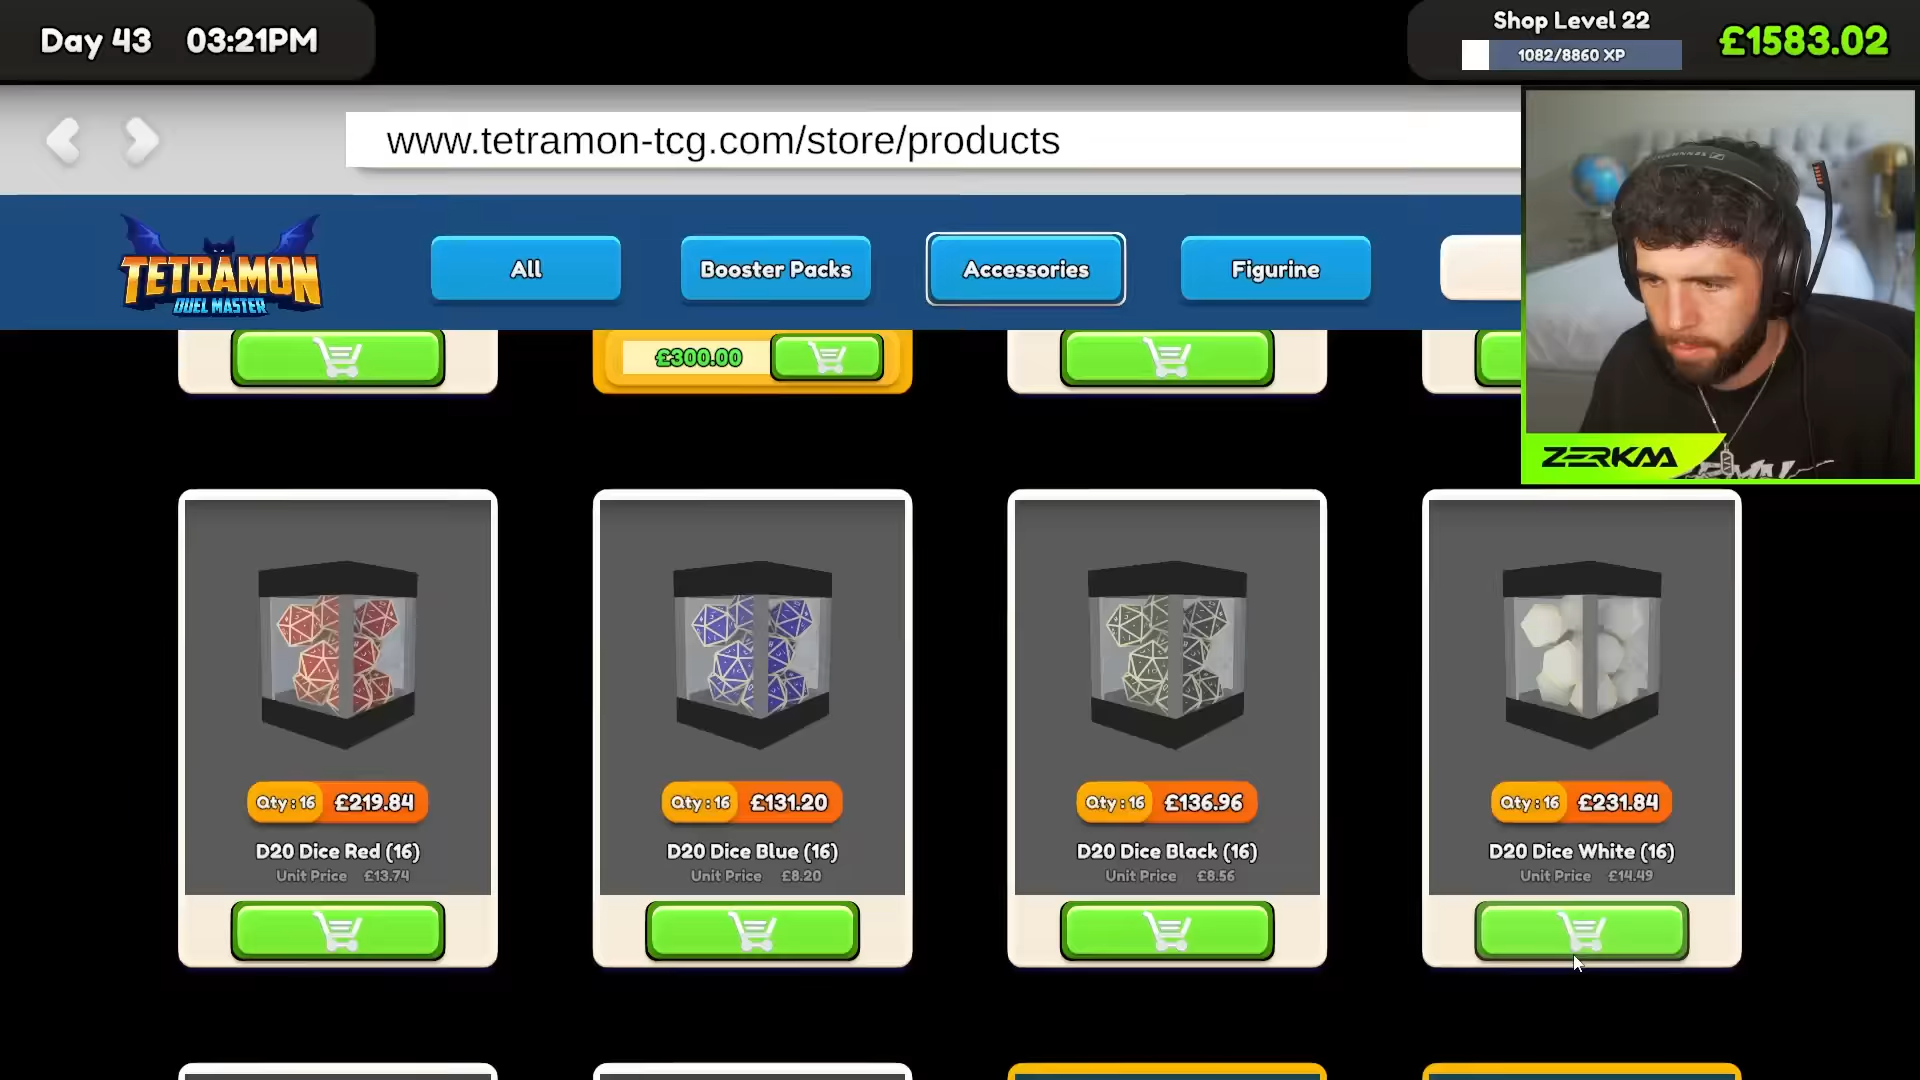 Day 43 03:21PM
Shop Level 22
1082/8860 XP
£1583.02
www.tetramon-tcg.com/store/products
TETRAMON
DUEL MASTER
All
Booster Packs
Accessories
Figurine
£300.00
ZERKAA
Qty : 16 £219.84
D20 Dice Red (16)
Unit Price £13.74
Qty : 16 £131.20
D20 Dice Blue (16)
Unit Price £8.20
Qty : 16 £136.96
D20 Dice Black (16)
Unit Price £8.56
Qty : 16 £231.84
D20 Dice White (16)
Unit Price £14.49